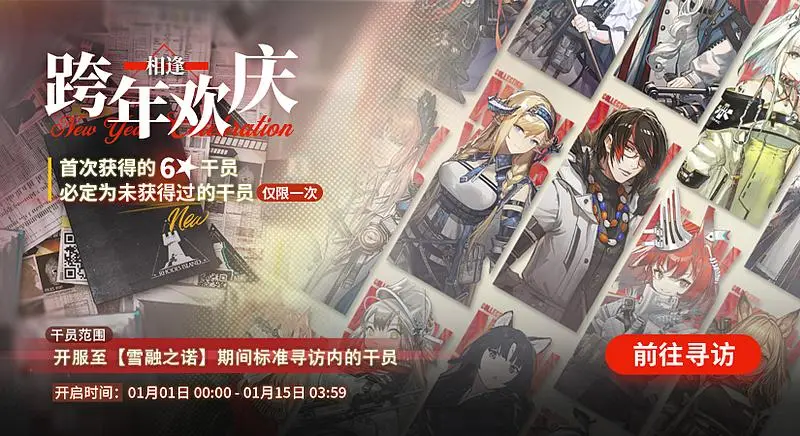 相逢
跨年欢庆
New Year Celebration
首次获得的6★干员
必定为未获得过的干员 仅限一次
New
RHODES ISLAND
干员范围
开服至【雪融之诺】期间标准寻访内的干员
前往寻访
开启时间：01月01日 00:00 - 01月15日 03:59